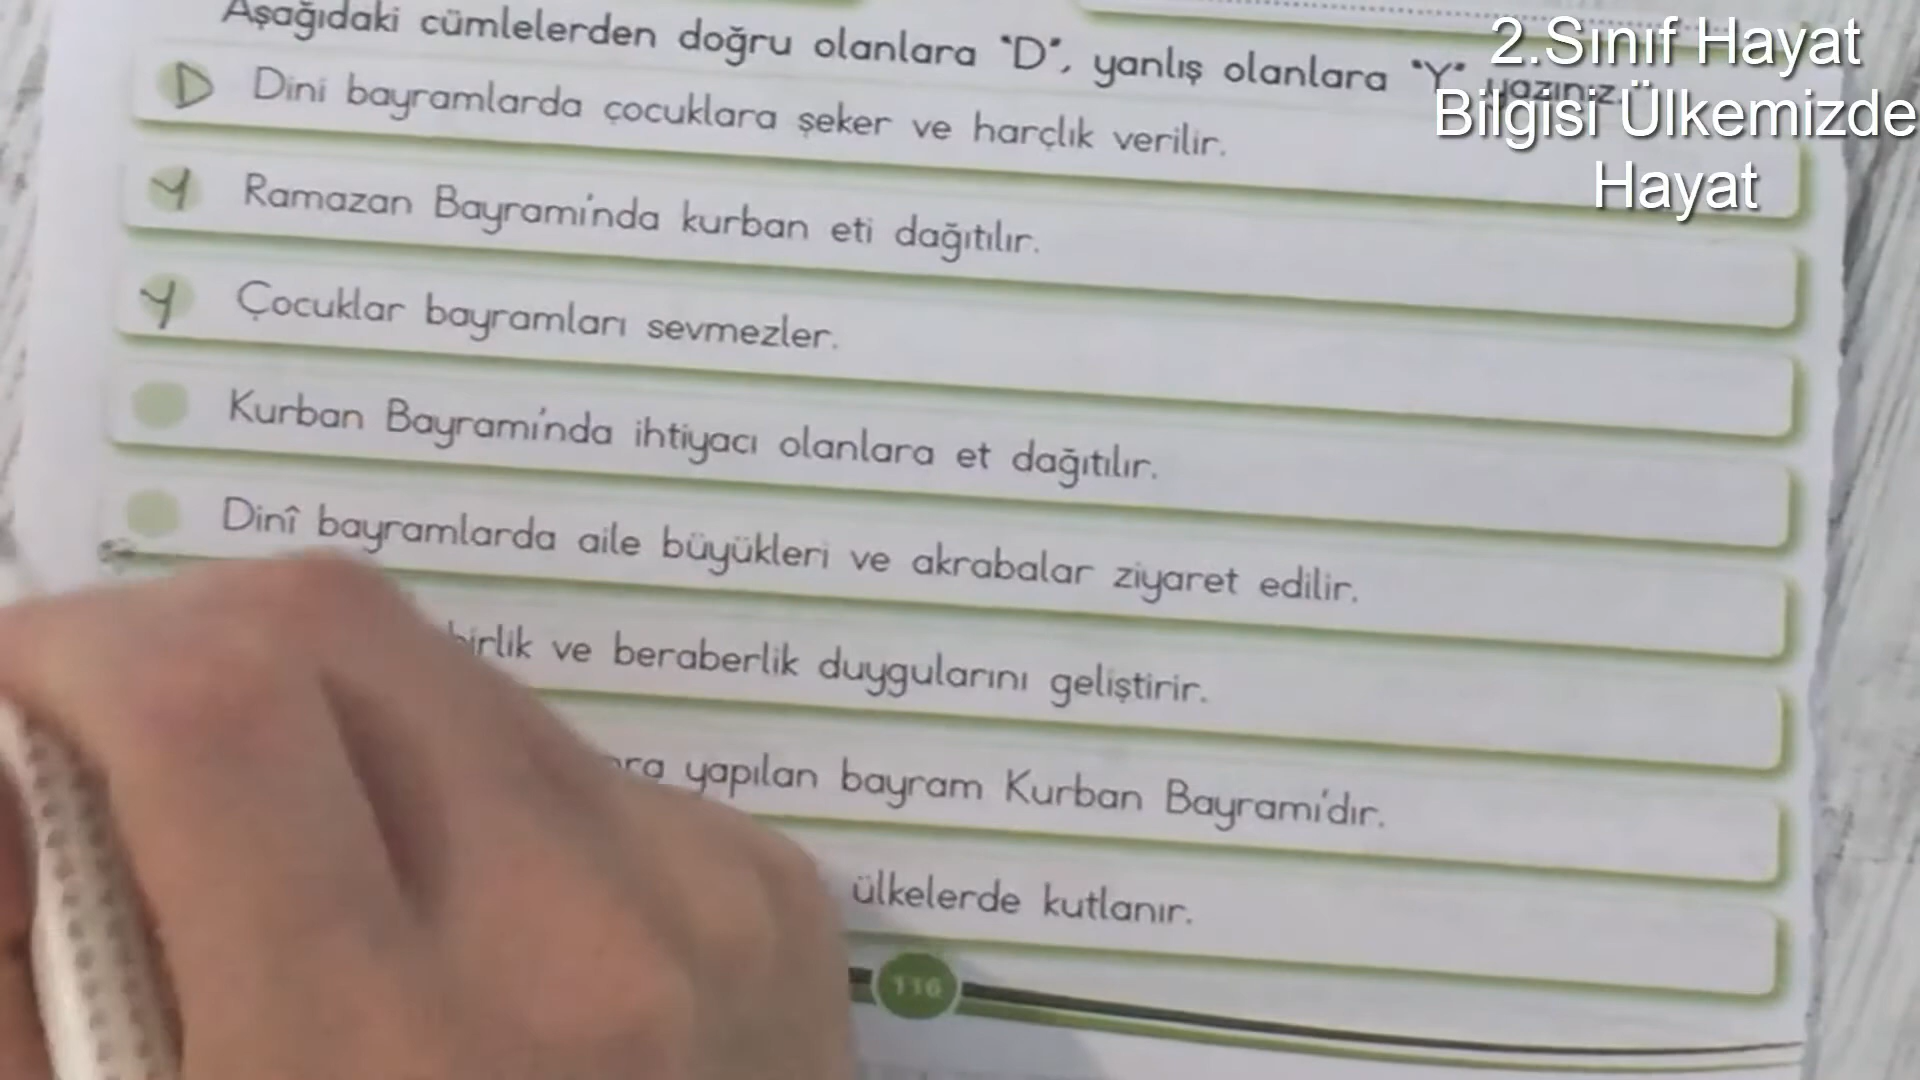 Aşağıdaki cümlelerden doğru olanlara "D", yanlış olanlara "Y" yazınız.
D Dini bayramlarda çocuklara şeker ve harçlık verilir.
Y Ramazan Bayramı'nda kurban eti dağıtılır.
Y Çocuklar bayramları sevmezler.
Kurban Bayramı'nda ihtiyacı olanlara et dağıtılır.
Dinî bayramlarda aile büyükleri ve akrabalar ziyaret edilir.
birlik ve beraberlik duygularını geliştirir.
yapılan bayram Kurban Bayramı'dır.
ülkelerde kutlanır.
116
2.Sınıf Hayat
Bilgisi Ülkemizde
Hayat